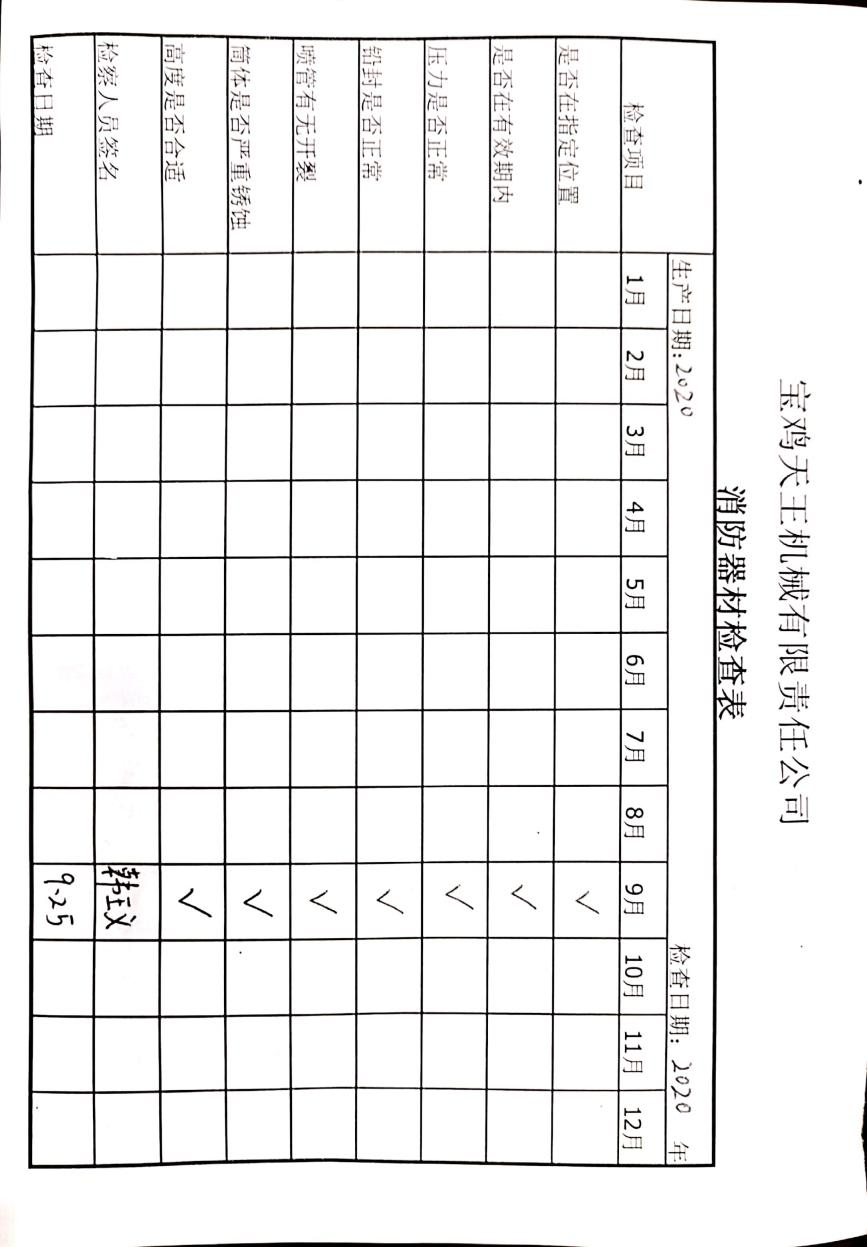 宝鸡天王机械有限责任公司
消防器材检查表
生产日期:2020 检查日期: 2020 年
检查项目 1月 2月 3月 4月 5月 6月 7月 8月 9月 10月 11月 12月
是否在指定位置 √
是否在有效期内 √
压力是否正常 √
铅封是否正常 √
喷管有无开裂 √
筒体是否严重锈蚀 √
高度是否合适 √
检察人员签名 韩正义
检查日期 9.25